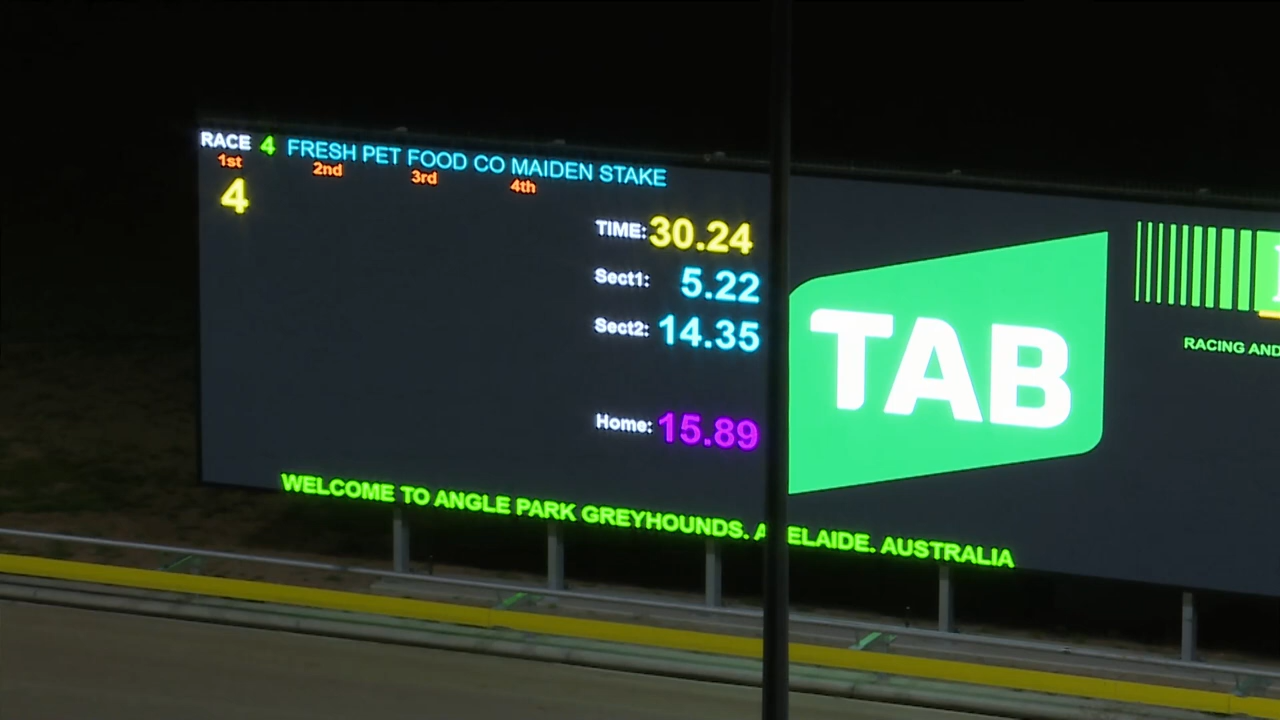 RACE 4 FRESH PET FOOD CO MAIDEN STAKE
1st 2nd 3rd 4th
4
TIME: 30.24
Sect1: 5.22
Sect2: 14.35
Home: 15.89
TAB
RACING AND
WELCOME TO ANGLE PARK GREYHOUNDS. A ELAIDE. AUSTRALIA